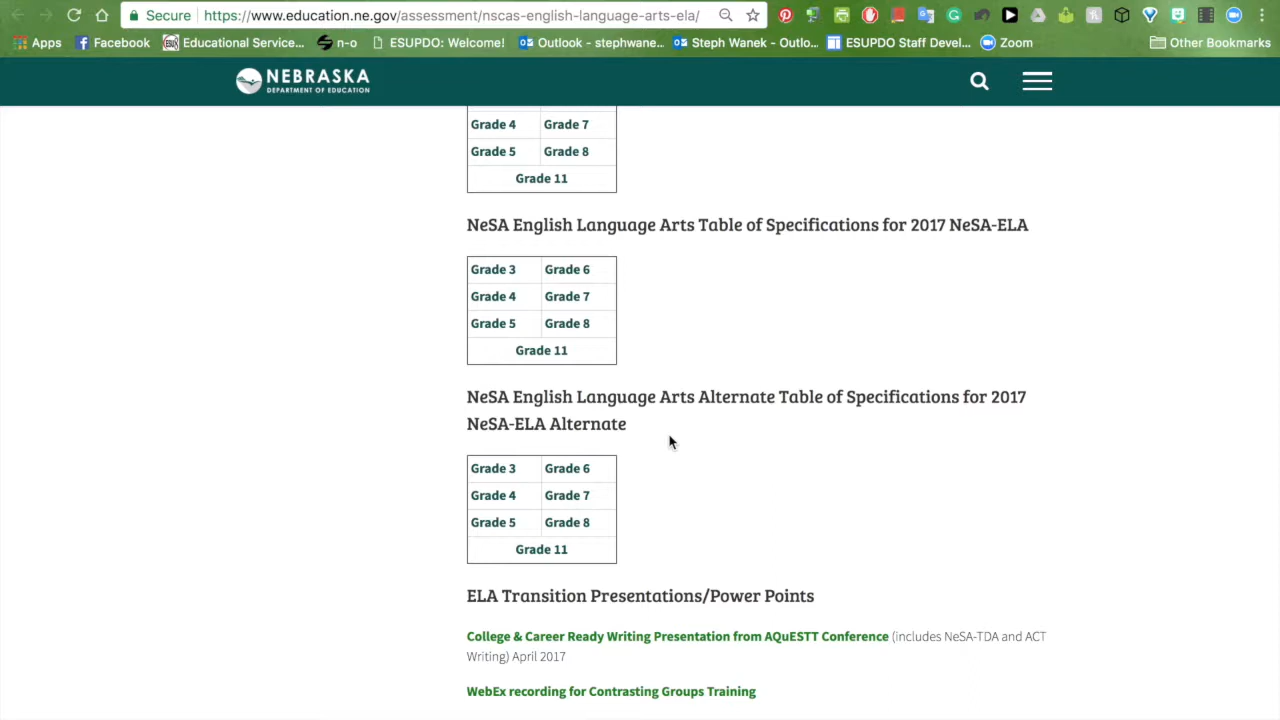 Secure https://www.education.ne.gov/assessment/nscas-english-language-arts-ela/
Apps Facebook Educational Service... n-o ESUPDO: Welcome! Outlook - stephwane... Steph Wanek - Outlo... ESUPDO Staff Devel... Zoom Other Bookmarks
NEBRASKA
DEPARTMENT OF EDUCATION
Grade 4 Grade 7
Grade 5 Grade 8
Grade 11
NeSA English Language Arts Table of Specifications for 2017 NeSA-ELA
Grade 3 Grade 6
Grade 4 Grade 7
Grade 5 Grade 8
Grade 11
NeSA English Language Arts Alternate Table of Specifications for 2017
NeSA-ELA Alternate
Grade 3 Grade 6
Grade 4 Grade 7
Grade 5 Grade 8
Grade 11
ELA Transition Presentations/Power Points
College & Career Ready Writing Presentation from AQuESTT Conference (includes NeSA-TDA and ACT
Writing) April 2017
WebEx recording for Contrasting Groups Training